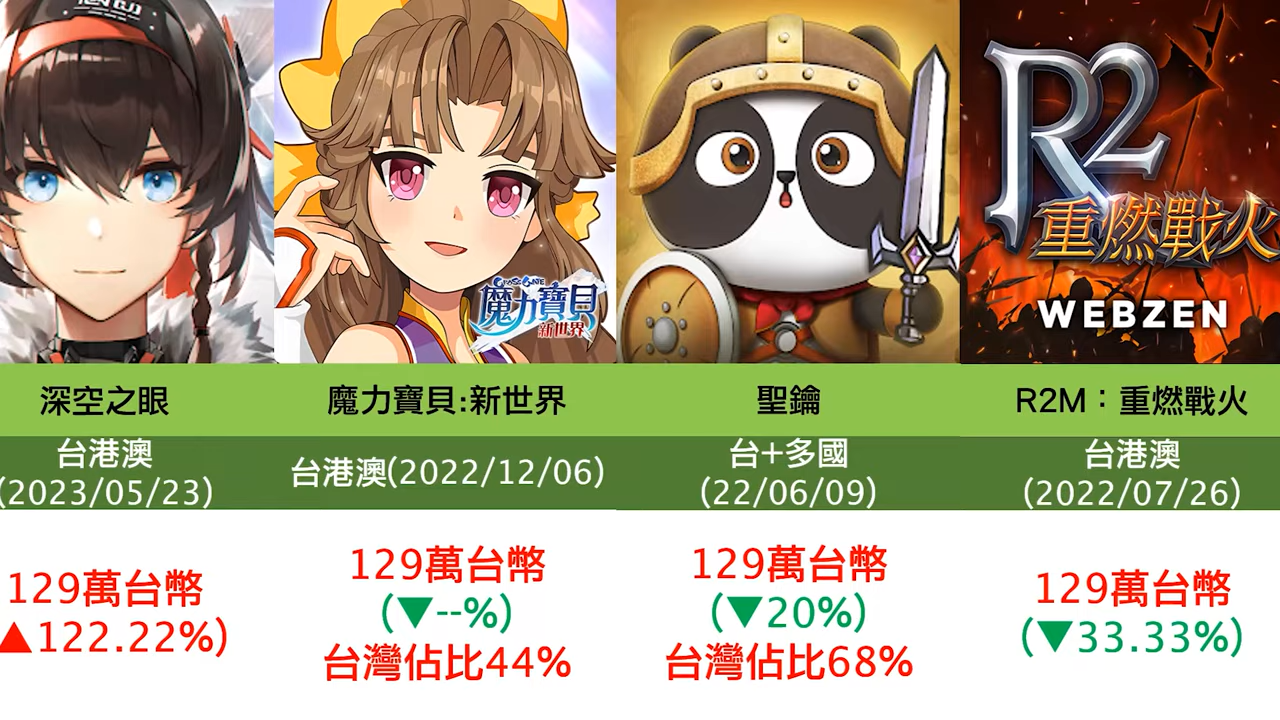 CROSS GATE
魔力寶貝
新世界
R2
重燃戰火
WEBZEN
深空之眼
魔力寶貝:新世界
聖鑰
R2M：重燃戰火
台港澳
(2023/05/23)
台港澳(2022/12/06)
台+多國
(22/06/09)
台港澳
(2022/07/26)
129萬台幣
▲122.22%)
129萬台幣
(▼--%)
台灣佔比44%
129萬台幣
(▼20%)
台灣佔比68%
129萬台幣
(▼33.33%)